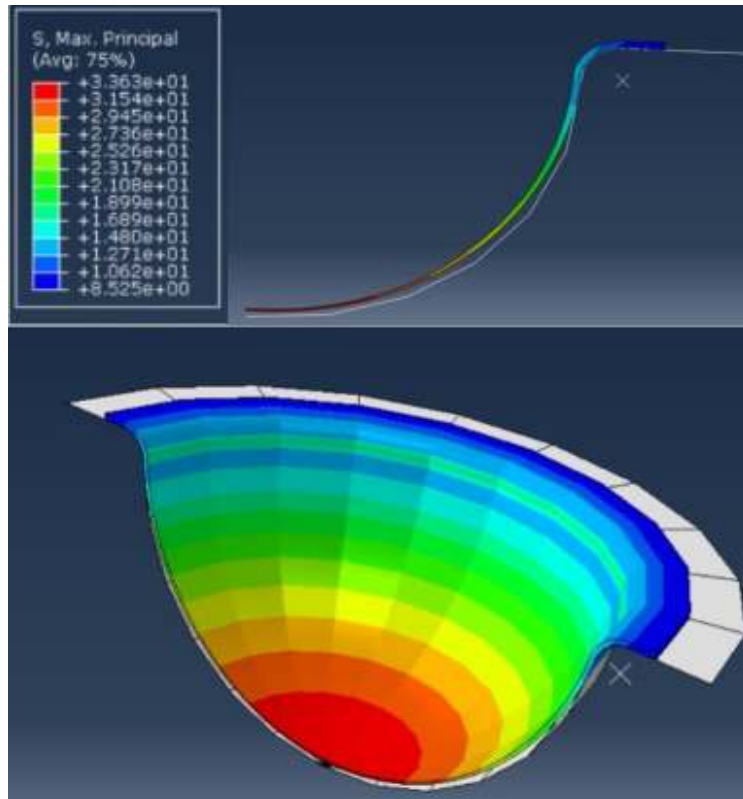 S, Max. Principal
(Avg: 75%)
+3.363e+01
+3.154e+01
+2.945e+01
+2.736e+01
+2.526e+01
+2.317e+01
+2.108e+01
+1.899e+01
+1.689e+01
+1.480e+01
+1.271e+01
+1.062e+01
+8.525e+00